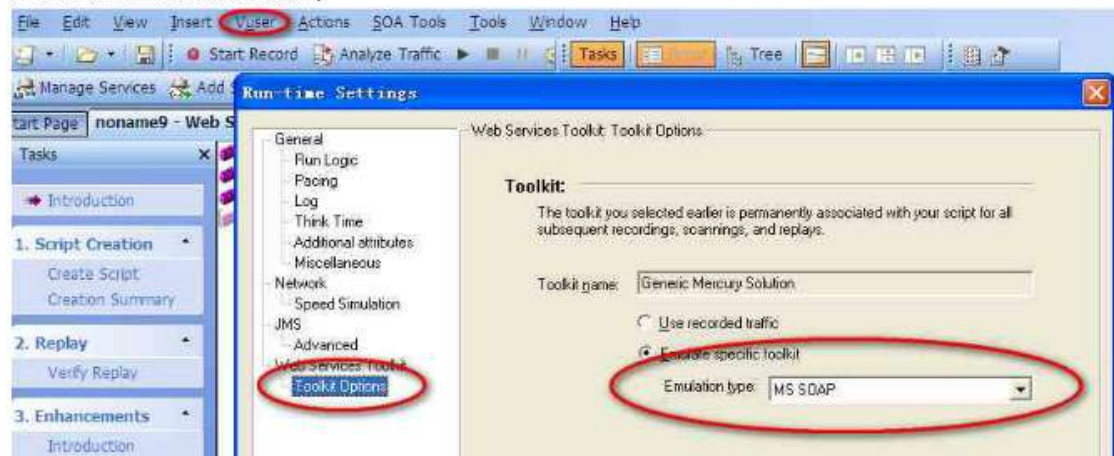 File Edit View Insert Vuser Actions SOA Tools Tools Window Help
Start Record Analyze Traffic Tasks Tree
Manage Services Add
Run-time Settings
tart Page noname9 - Web S
Tasks
Introduction
1. Script Creation
Create Script
Creation Summary
2. Replay
Verify Replay
3. Enhancements
Introduction
General
Run Logic
Pacing
Log
Think Time
Additional attributes
Miscellaneous
Network
Speed Simulation
JMS
Advanced
Web Services Toolkit
Toolkit Options
Web Services Toolkit: Toolkit Options
Toolkit:
The toolkit you selected earlier is permanently associated with your script for all
subsequent recordings, scannings, and replays.
Toolkit name: Generic Mercury Solution
Use recorded traffic
Emulate specific toolkit
Emulation type: MS SOAP